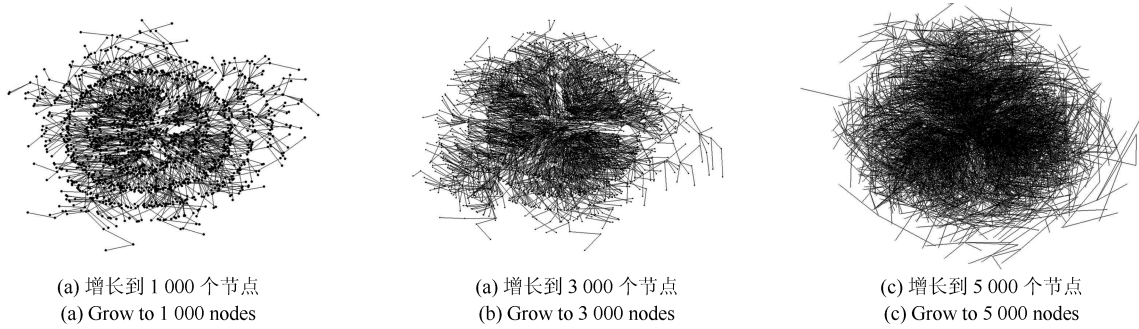 (a) 增长到 1 000 个节点
(a) Grow to 1 000 nodes
(a) 增长到 3 000 个节点
(b) Grow to 3 000 nodes
(c) 增长到 5 000 个节点
(c) Grow to 5 000 nodes